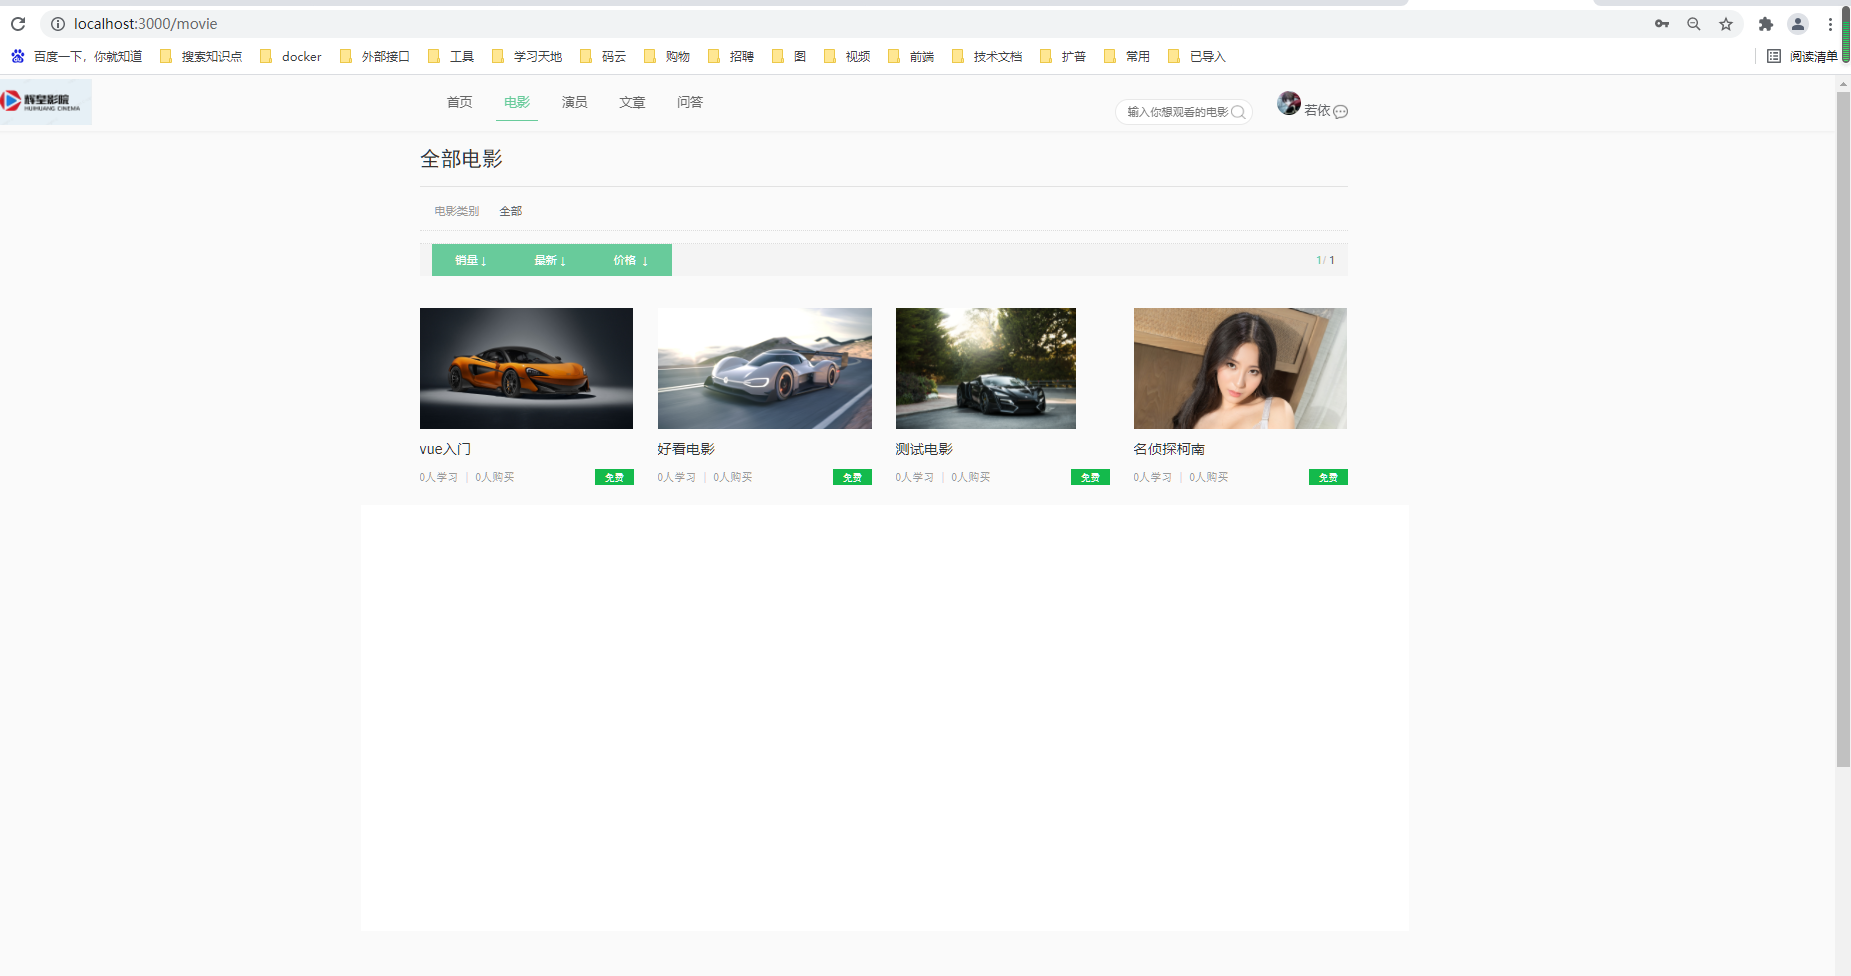 localhost:3000/movie
百度一下，你就知道 搜索知识点 docker 外部接口 工具 学习天地 码云 购物 招聘 图 视频 前端 技术文档 扩普 常用 已导入 阅读清单
辉皇影院
HUIHUANG CINEMA
首页 电影 演员 文章 问答 输入你想观看的电影 若依
全部电影
电影类别 全部
销量↓ 最新↓ 价格 ↓ 1/ 1
vue入门 好看电影 测试电影 名侦探柯南
0人学习 | 0人购买 免费 0人学习 | 0人购买 免费 0人学习 | 0人购买 免费 0人学习 | 0人购买 免费